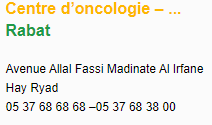 Centre d’oncologie – ...
Rabat
Avenue Allal Fassi Madinate Al Irfane
Hay Ryad
05 37 68 68 68 –05 37 68 38 00